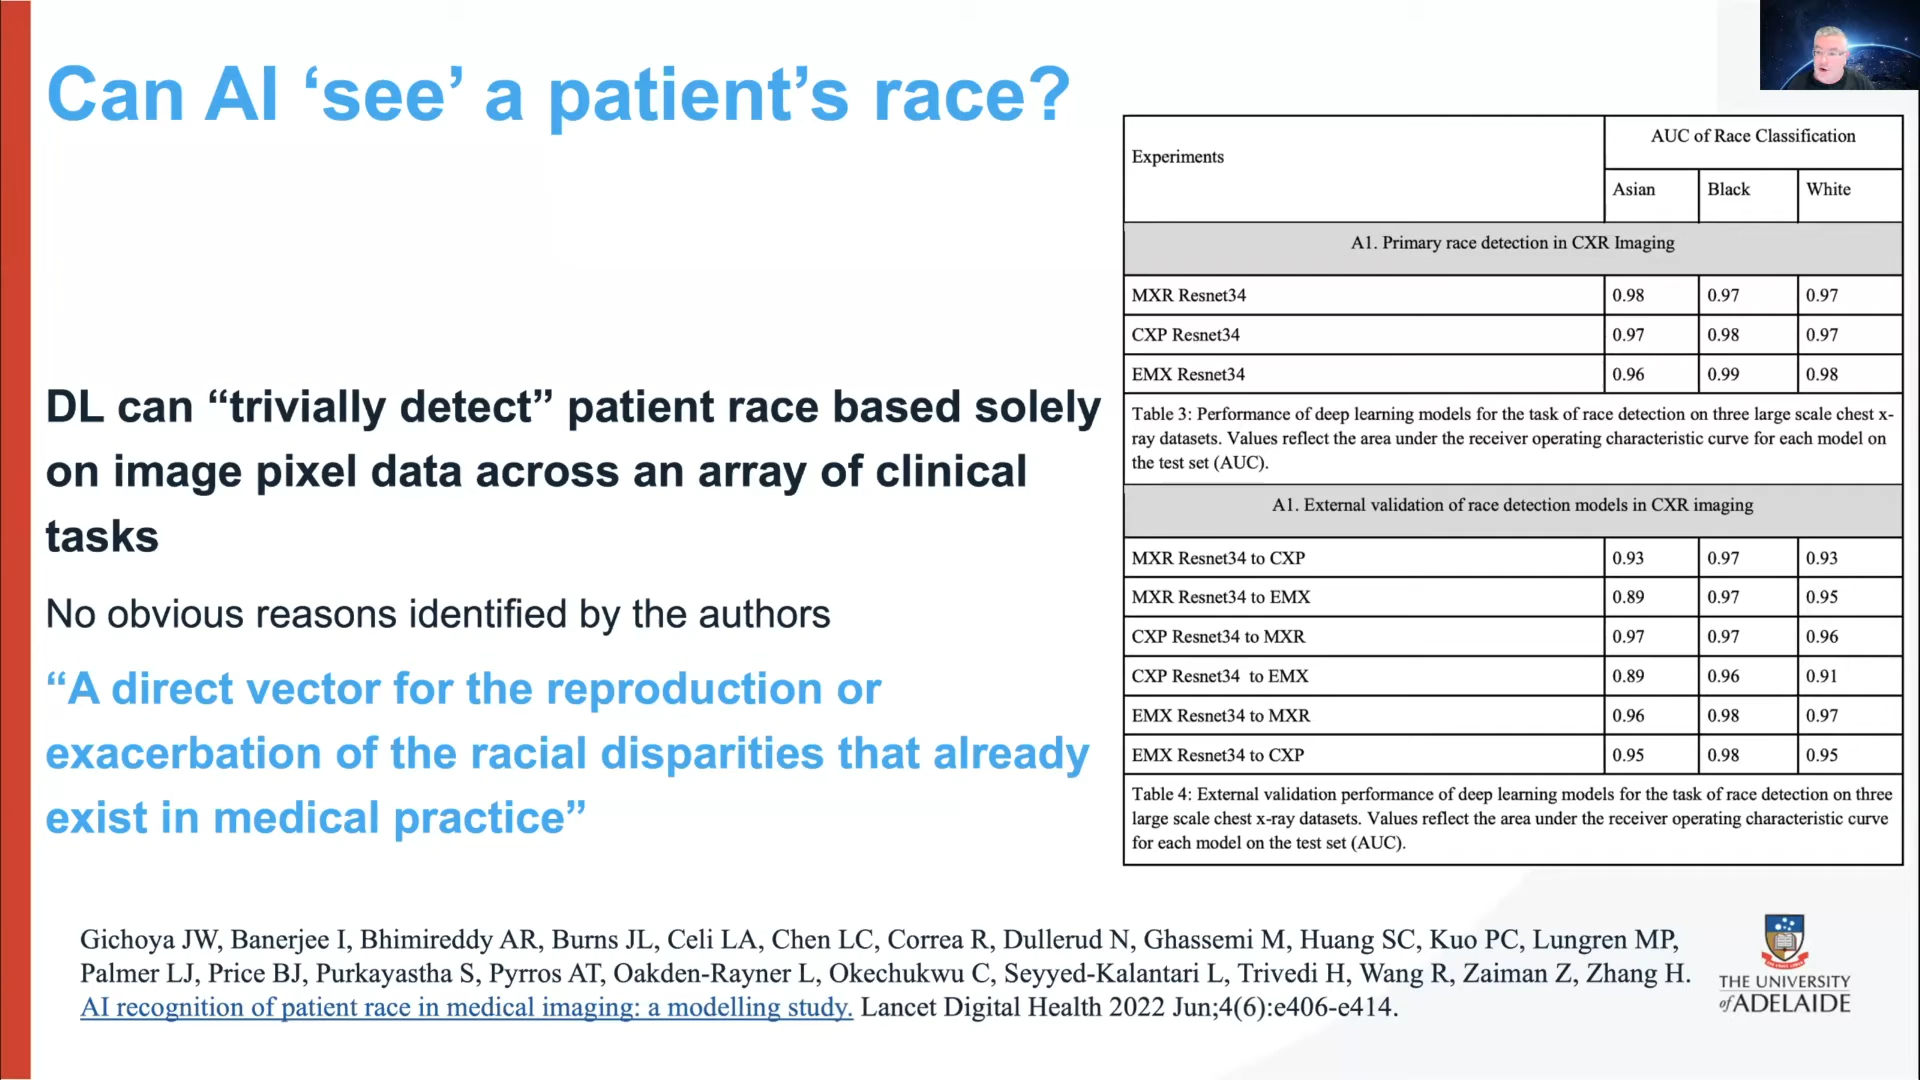 Can AI ‘see’ a patient’s race?
DL can “trivially detect” patient race based solely
on image pixel data across an array of clinical
tasks
No obvious reasons identified by the authors
“A direct vector for the reproduction or
exacerbation of the racial disparities that already
exist in medical practice”
Experiments
AUC of Race Classification
Asian Black White
A1. Primary race detection in CXR Imaging
MXR Resnet34 0.98 0.97 0.97
CXP Resnet34 0.97 0.98 0.97
EMX Resnet34 0.96 0.99 0.98
Table 3: Performance of deep learning models for the task of race detection on three large scale chest x-
ray datasets. Values reflect the area under the receiver operating characteristic curve for each model on
the test set (AUC).
A1. External validation of race detection models in CXR imaging
MXR Resnet34 to CXP 0.93 0.97 0.93
MXR Resnet34 to EMX 0.89 0.97 0.95
CXP Resnet34 to MXR 0.97 0.97 0.96
CXP Resnet34 to EMX 0.89 0.96 0.91
EMX Resnet34 to MXR 0.96 0.98 0.97
EMX Resnet34 to CXP 0.95 0.98 0.95
Table 4: External validation performance of deep learning models for the task of race detection on three
large scale chest x-ray datasets. Values reflect the area under the receiver operating characteristic curve
for each model on the test set (AUC).
Gichoya JW, Banerjee I, Bhimireddy AR, Burns JL, Celi LA, Chen LC, Correa R, Dullerud N, Ghassemi M, Huang SC, Kuo PC, Lungren MP,
Palmer LJ, Price BJ, Purkayastha S, Pyrros AT, Oakden-Rayner L, Okechukwu C, Seyyed-Kalantari L, Trivedi H, Wang R, Zaiman Z, Zhang H.
AI recognition of patient race in medical imaging: a modelling study. Lancet Digital Health 2022 Jun;4(6):e406-e414.
THE UNIVERSITY
of ADELAIDE